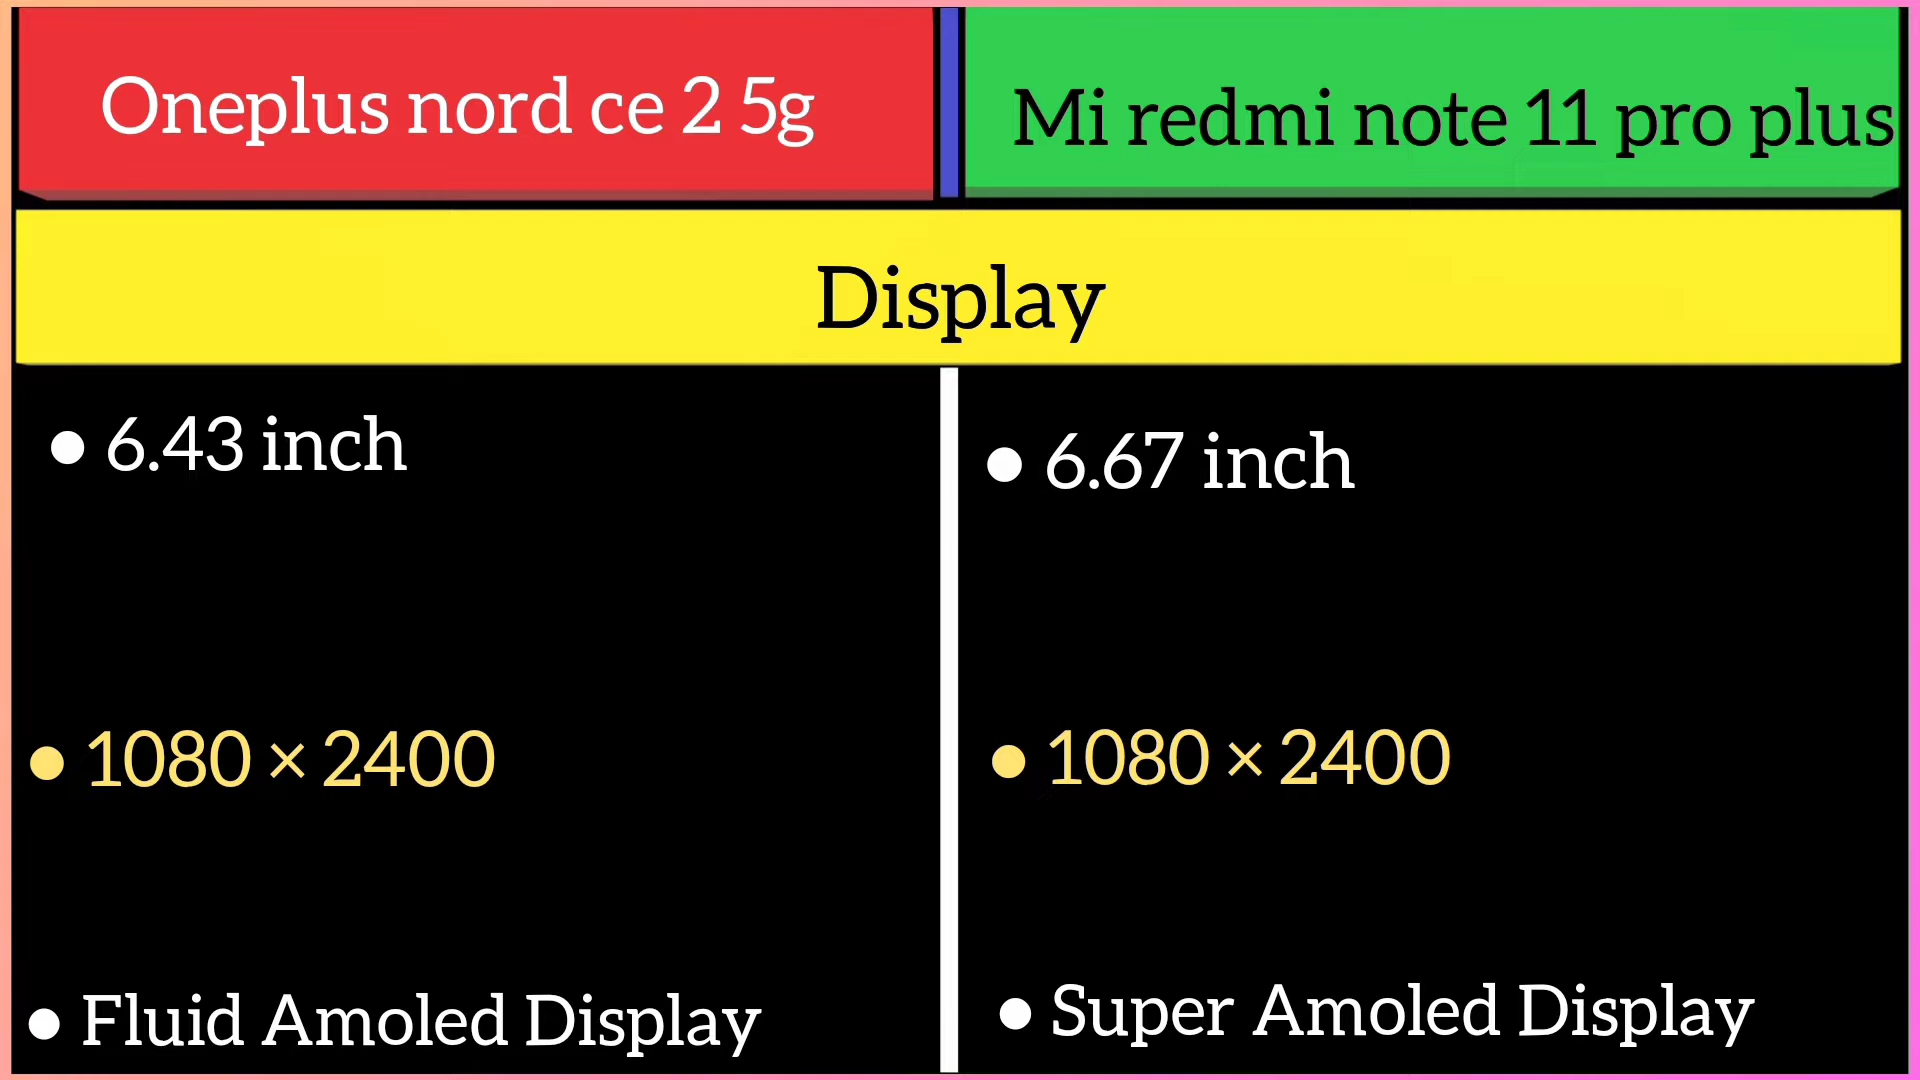 Oneplus nord ce 2 5g
Mi redmi note 11 pro plus
Display
• 6.43 inch
• 6.67 inch
• 1080 × 2400
• 1080 × 2400
• Fluid Amoled Display
• Super Amoled Display